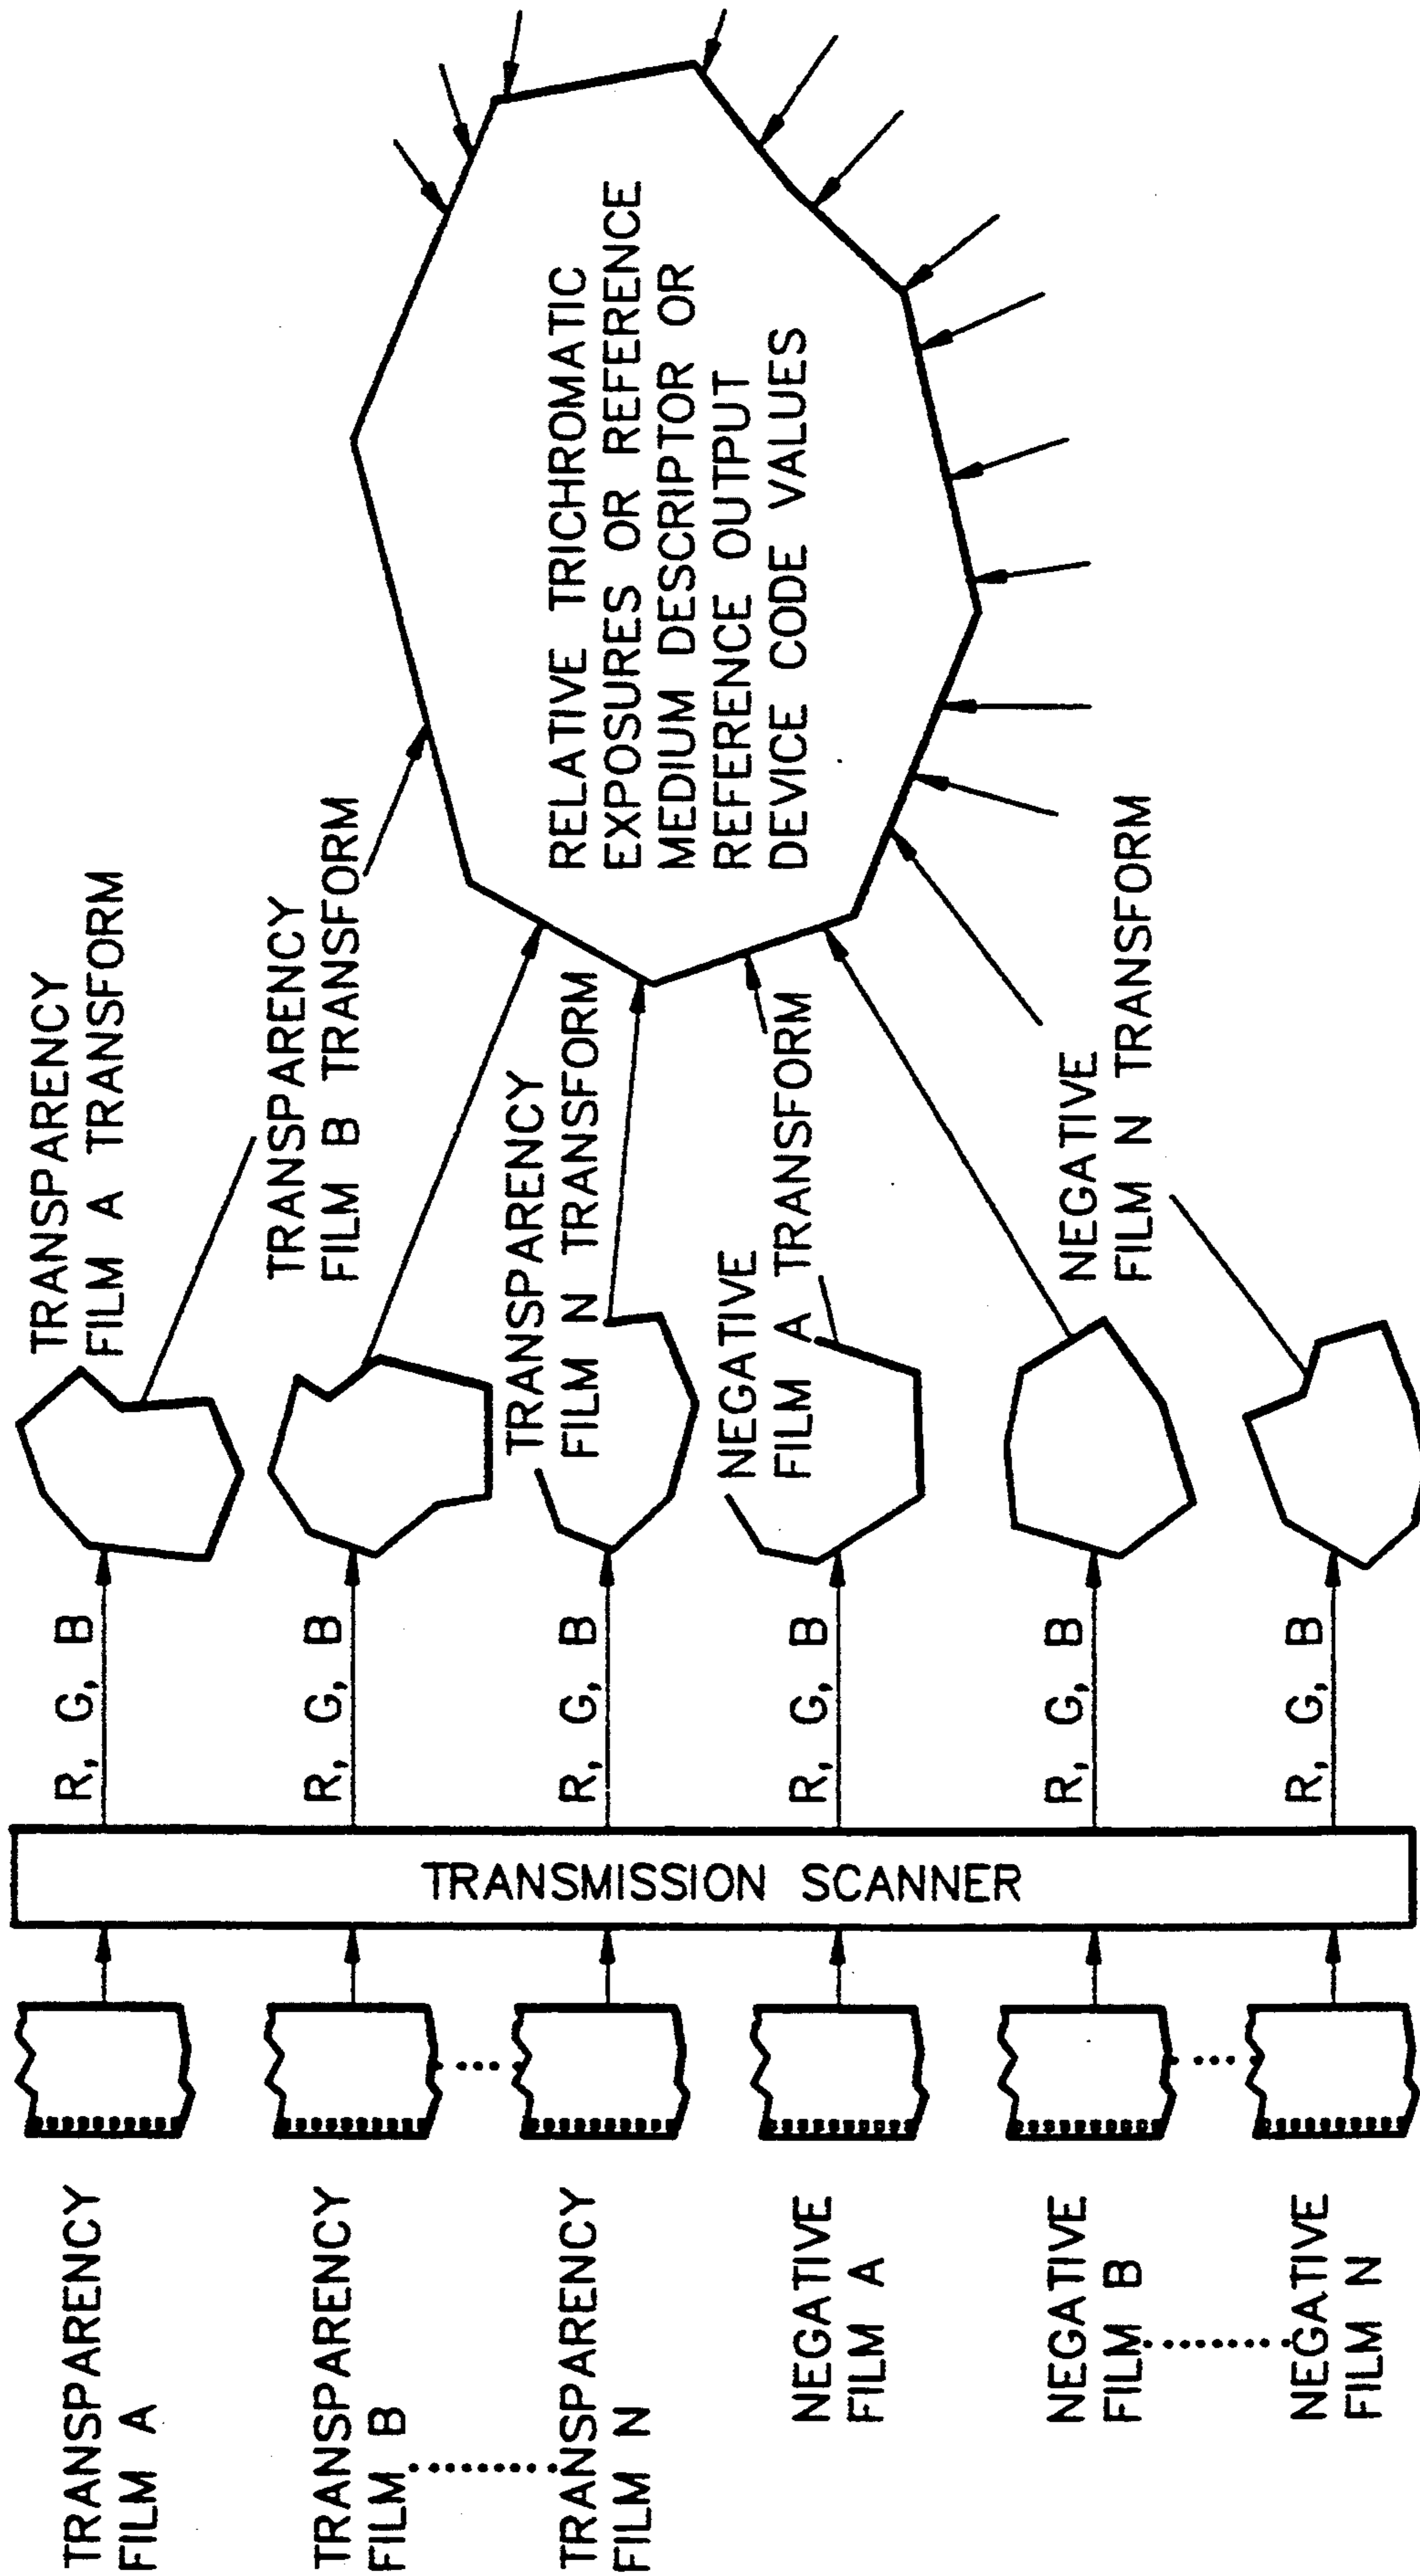 TRANSPARENCY
FILM A
TRANSPARENCY
FILM B
TRANSPARENCY
FILM N
NEGATIVE
FILM A
NEGATIVE
FILM B
NEGATIVE
FILM N
TRANSMISSION SCANNER
R, G, B
R, G, B
R, G, B
R, G, B
R, G, B
R, G, B
TRANSPARENCY
FILM A TRANSFORM
TRANSPARENCY
FILM B TRANSFORM
TRANSPARENCY
FILM N TRANSFORM
NEGATIVE
FILM A TRANSFORM
NEGATIVE
FILM N TRANSFORM
RELATIVE TRICHROMATIC
EXPOSURES OR REFERENCE
MEDIUM DESCRIPTOR OR
REFERENCE OUTPUT
DEVICE CODE VALUES